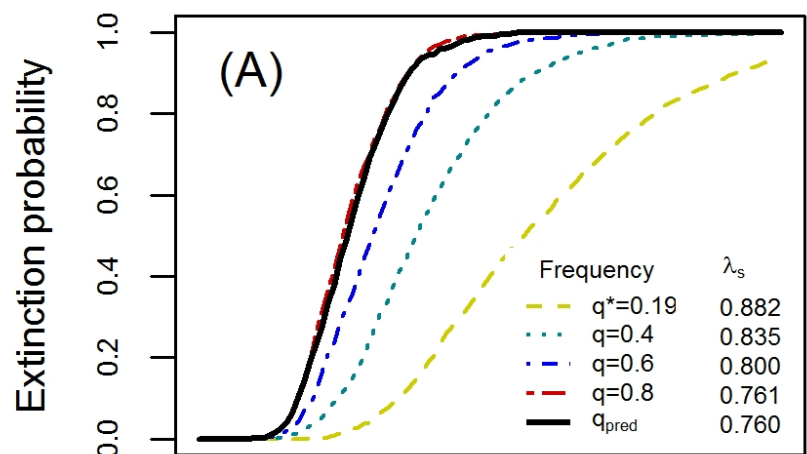 (A)
Extinction probability
1.0
0.8
0.6
0.4
0.2
0.0
Frequency λs
q*=0.19 0.882
q=0.4 0.835
q=0.6 0.800
q=0.8 0.761
qpred 0.760